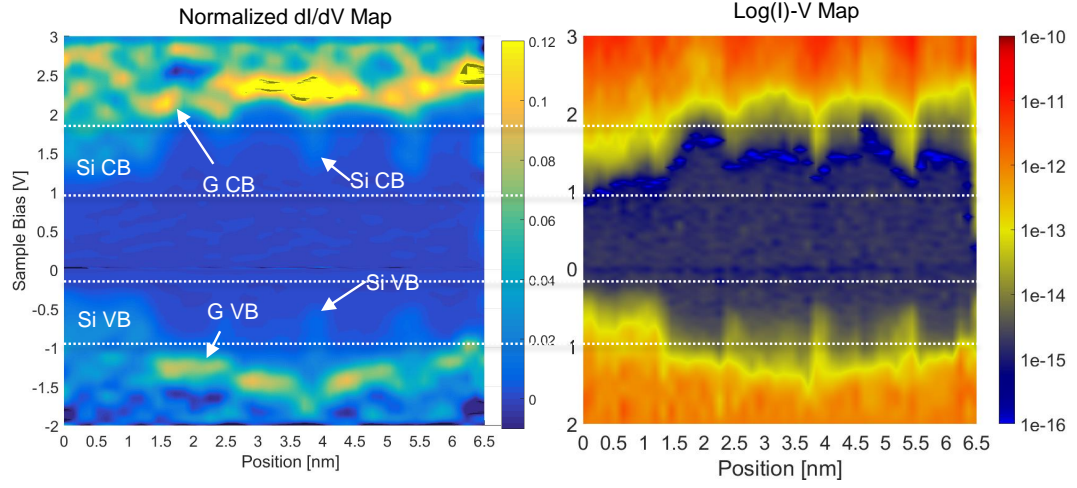 Normalized dI/dV Map
Sample Bias [V]
3
2.5
2
1.5
1
0.5
0
-0.5
-1
-1.5
-2
Si CB
G CB
Si CB
Si VB
G VB
Si VB
0 0.5 1 1.5 2 2.5 3 3.5 4 4.5 5 5.5 6 6.5
Position [nm]
0.12
0.1
0.08
0.06
0.04
0.02
0
Log(I)-V Map
3
2
1
0
1
2
0 0.5 1 1.5 2 2.5 3 3.5 4 4.5 5 5.5 6 6.5
Position [nm]
1e-10
1e-11
1e-12
1e-13
1e-14
1e-15
1e-16